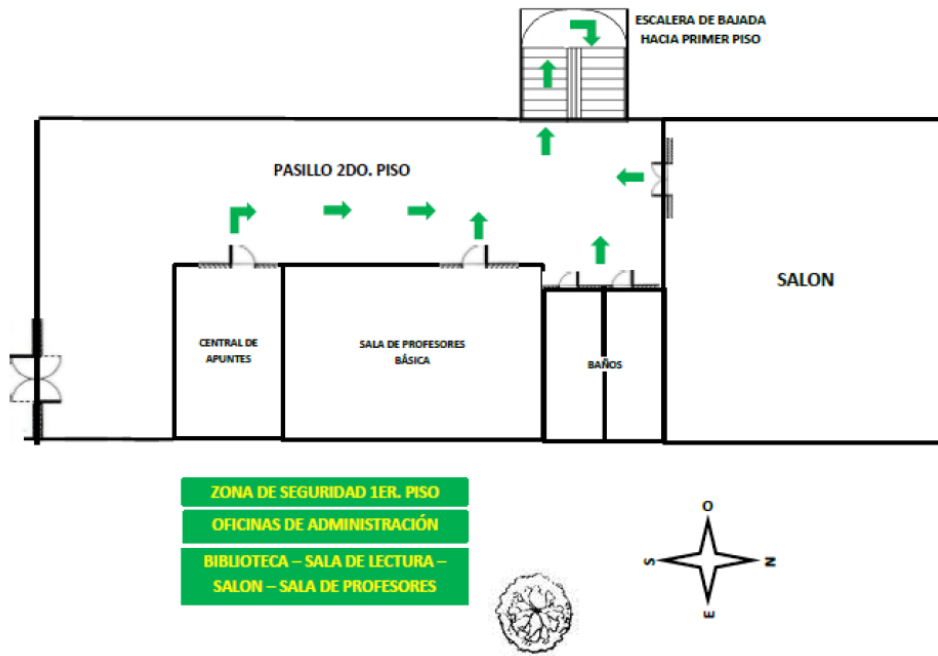 ESCALERA DE BAJADA
HACIA PRIMER PISO
PASILLO 2DO. PISO
SALON
CENTRAL DE
APUNTES
SALA DE PROFESORES
BÁSICA
BAÑOS
ZONA DE SEGURIDAD 1ER. PISO
OFICINAS DE ADMINISTRACIÓN
BIBLIOTECA – SALA DE LECTURA –
SALON – SALA DE PROFESORES
O
S
N
E